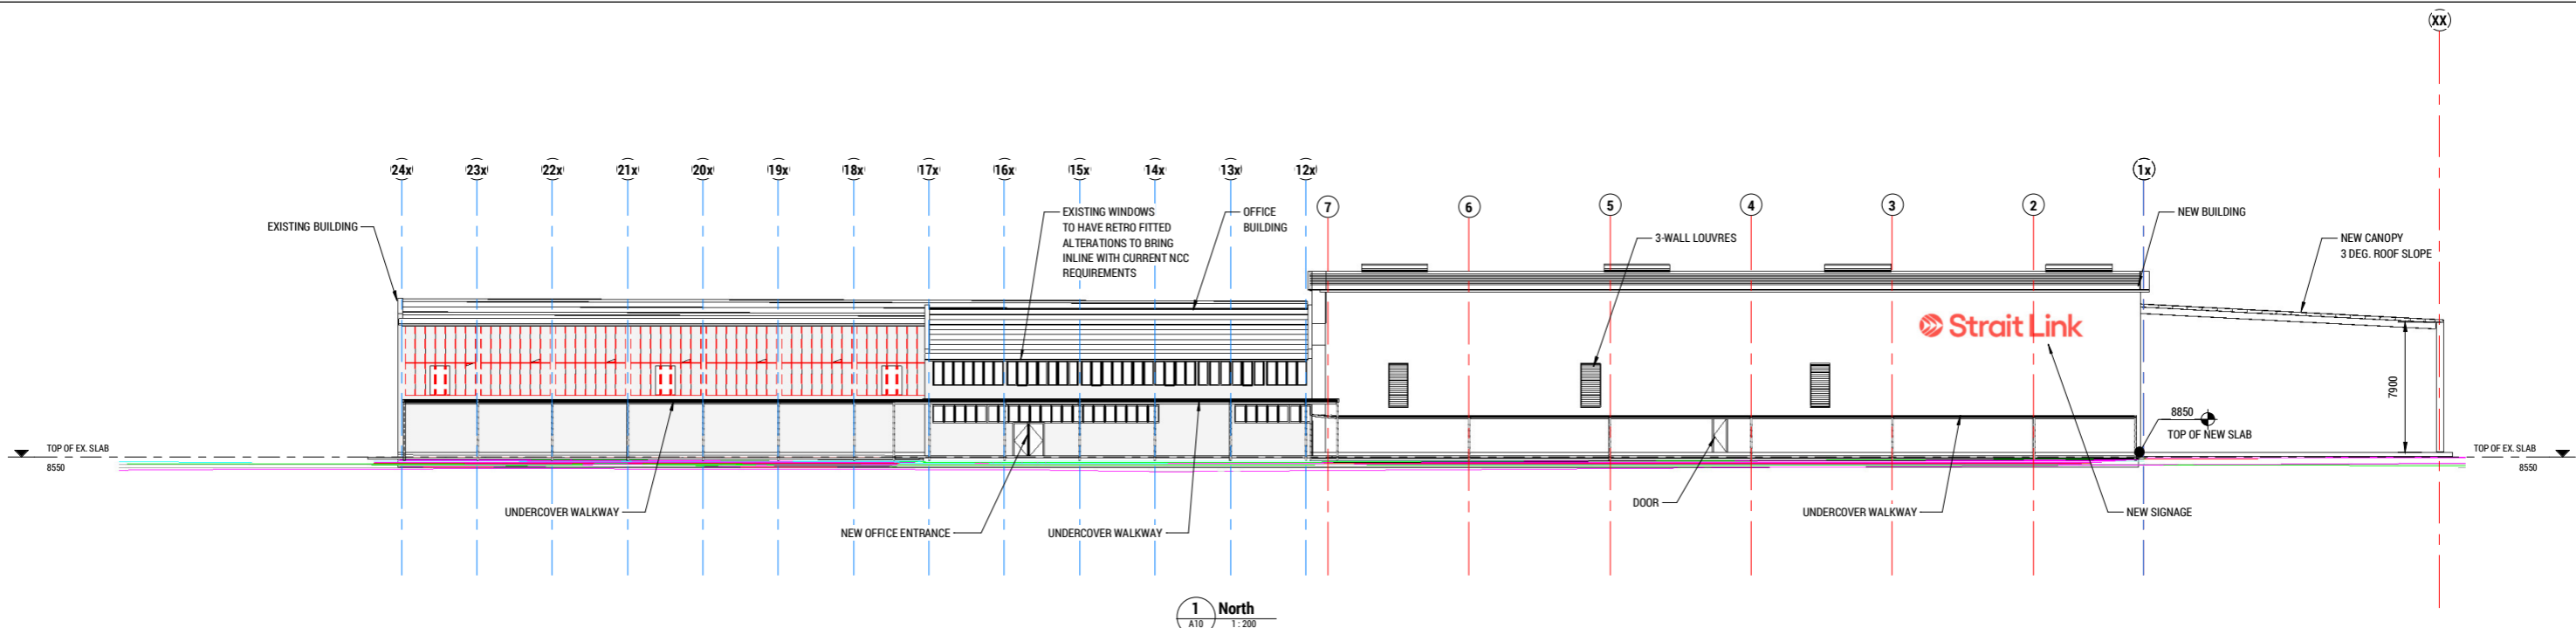 XX
24x
23x
22x
21x
20x
19x
18x
17x
16x
15x
14x
13x
12x
1x
7
6
5
4
3
2
EXISTING BUILDING
EXISTING WINDOWS
TO HAVE RETRO FITTED
ALTERATIONS TO BRING
INLINE WITH CURRENT NCC
REQUIREMENTS
OFFICE
BUILDING
3-WALL LOUVRES
NEW BUILDING
NEW CANOPY
3 DEG. ROOF SLOPE
Strait Link
7900
8850
TOP OF NEW SLAB
TOP OF EX. SLAB
8550
TOP OF EX. SLAB
8550
UNDERCOVER WALKWAY
NEW OFFICE ENTRANCE
UNDERCOVER WALKWAY
DOOR
UNDERCOVER WALKWAY
NEW SIGNAGE
1
North
A10
1 : 200